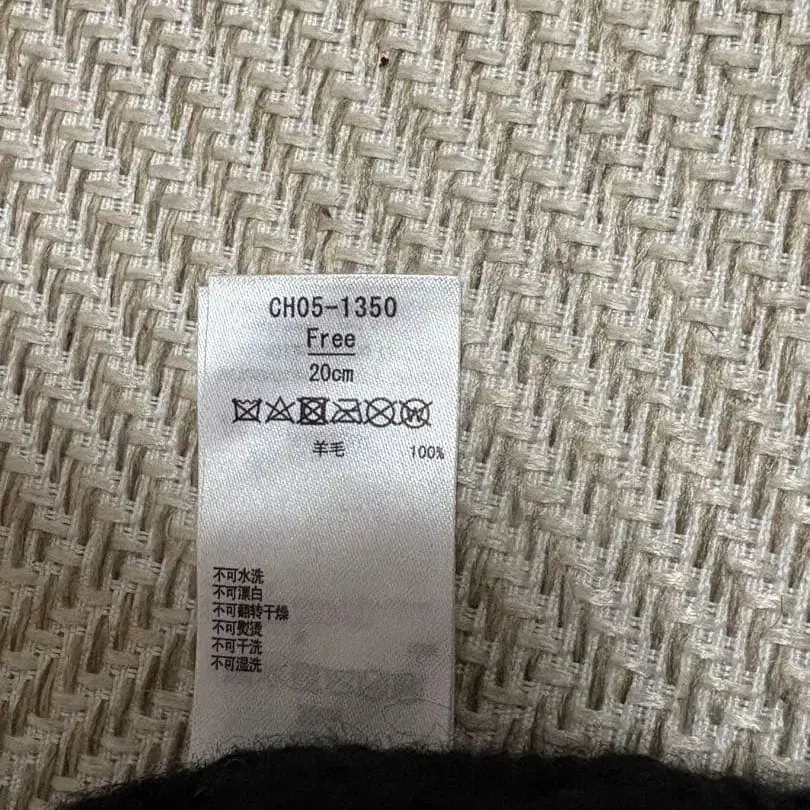 CH05-1350
Free
20cm
羊毛 100%
不可水洗
不可漂白
不可翻转干燥
不可熨烫
不可干洗
不可湿洗